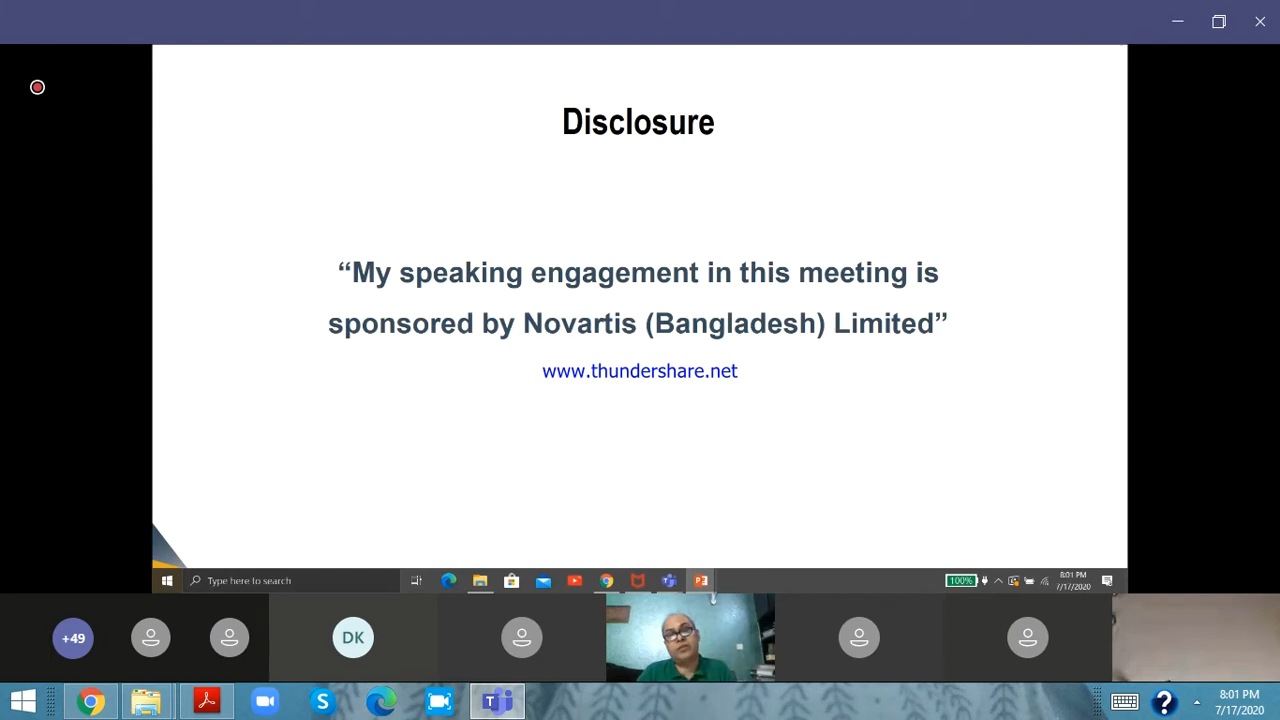 Disclosure
“My speaking engagement in this meeting is
sponsored by Novartis (Bangladesh) Limited”
www.thundershare.net
Type here to search
100%
8:01 PM
7/17/2020
+49
DK
8:01 PM
7/17/2020